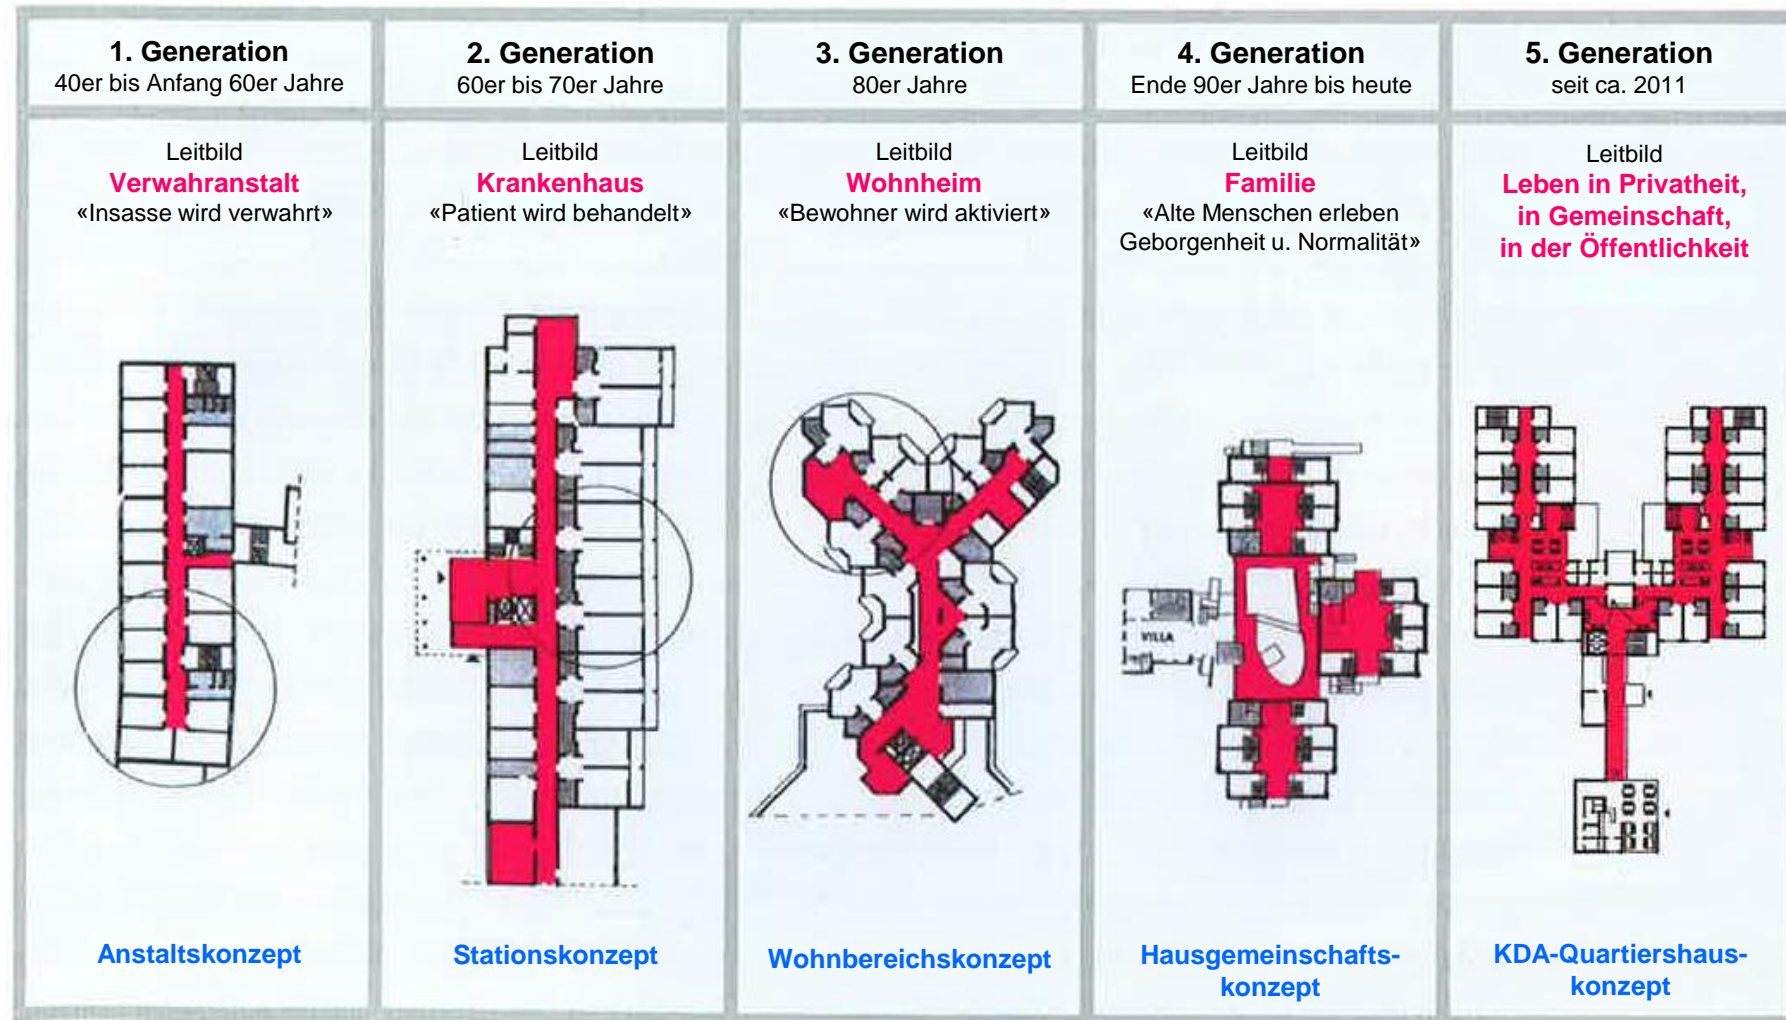 1. Generation
40er bis Anfang 60er Jahre
2. Generation
60er bis 70er Jahre
3. Generation
80er Jahre
4. Generation
Ende 90er Jahre bis heute
5. Generation
seit ca. 2011
Leitbild
Verwahranstalt
«Insasse wird verwahrt»
Leitbild
Krankenhaus
«Patient wird behandelt»
Leitbild
Wohnheim
«Bewohner wird aktiviert»
Leitbild
Familie
«Alte Menschen erleben
Geborgenheit u. Normalität»
Leitbild
Leben in Privatheit,
in Gemeinschaft,
in der Öffentlichkeit
VILLA
Anstaltskonzept
Stationskonzept
Wohnbereichskonzept
Hausgemeinschafts-
konzept
KDA-Quartiershaus-
konzept